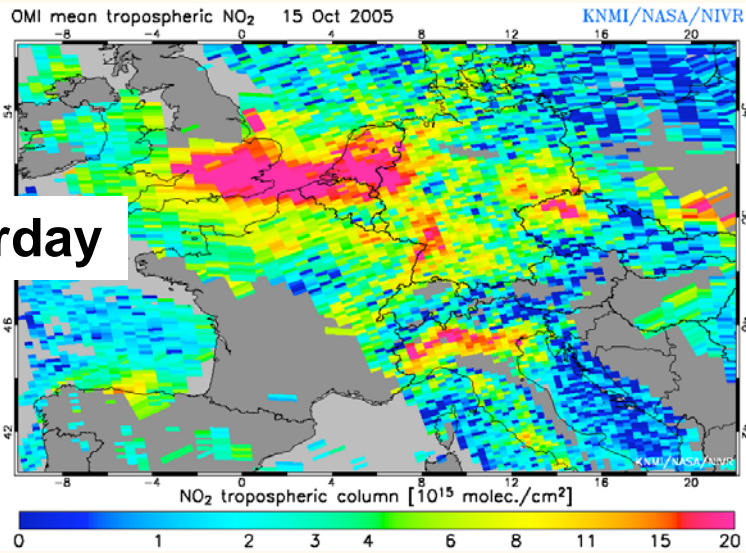 OMI mean tropospheric NO₂ 15 Oct 2005 KNMI/NASA/NIVR
-8 -4 0 4 8 12 16 20
54
46
42
rday
KNMI/NASA/NIVR
-8 -4 0 4 8 12 16 20
NO₂ tropospheric column [10¹⁵ molec./cm²]
0 1 2 3 4 6 8 11 15 20